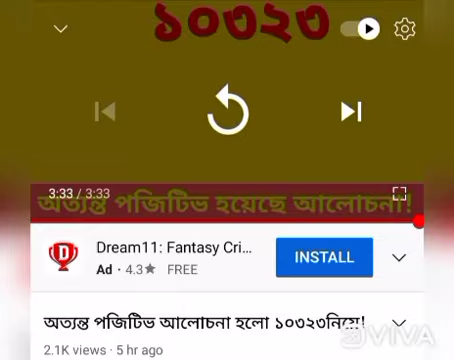 ১০৩২৩
3:33 / 3:33
অত্যন্ত পজিটিভ হয়েছে আলোচনা!
D
Dream11: Fantasy Cri...
Ad · 4.3★ FREE
INSTALL
অত্যন্ত পজিটিভ আলোচনা হলো ১০৩২৩নিয়ে!
2.1K views · 5 hr ago
VIVA